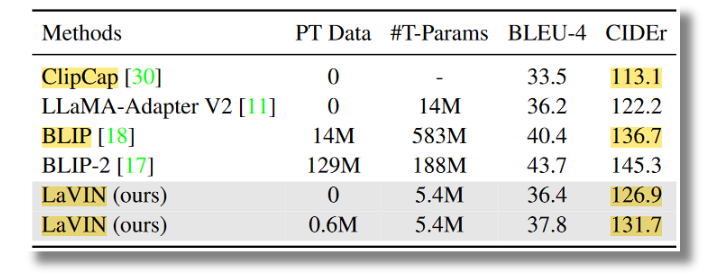 Methods PT Data #T-Params BLEU-4 CIDEr
ClipCap [30] 0 - 33.5 113.1
LLaMA-Adapter V2 [11] 0 14M 36.2 122.2
BLIP [18] 14M 583M 40.4 136.7
BLIP-2 [17] 129M 188M 43.7 145.3
LaVIN (ours) 0 5.4M 36.4 126.9
LaVIN (ours) 0.6M 5.4M 37.8 131.7